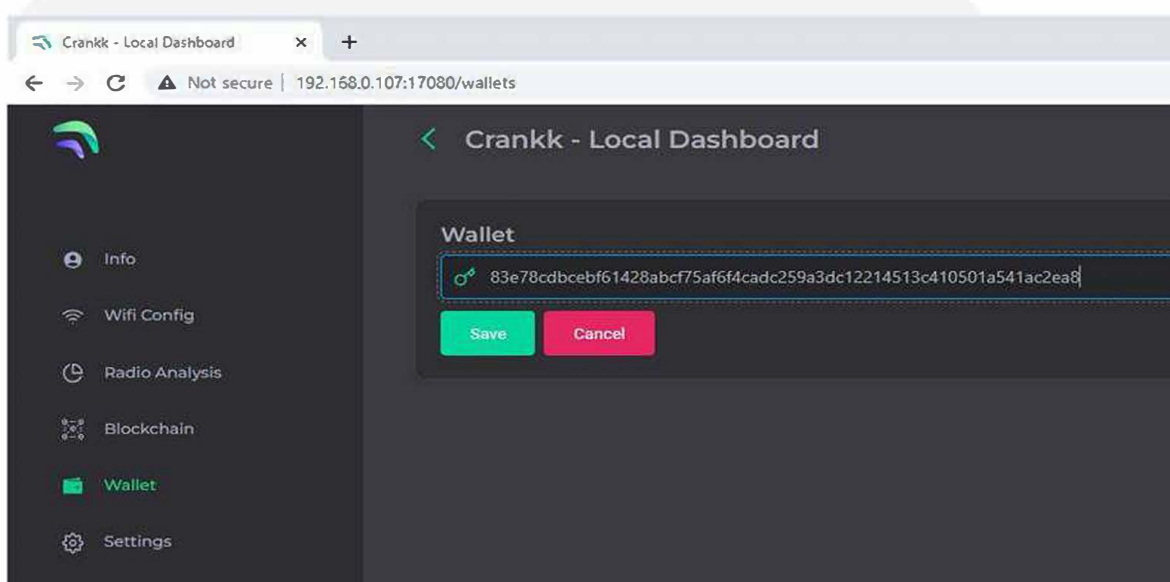 Crankk - Local Dashboard
Not secure | 192.168.0.107:17080/wallets
Crankk - Local Dashboard
Info
Wifi Config
Radio Analysis
Blockchain
Wallet
Settings
Wallet
83e78cdbcebf61428abcf75af6f4cadc259a3dc12214513c410501a541ac2ea8
Save
Cancel